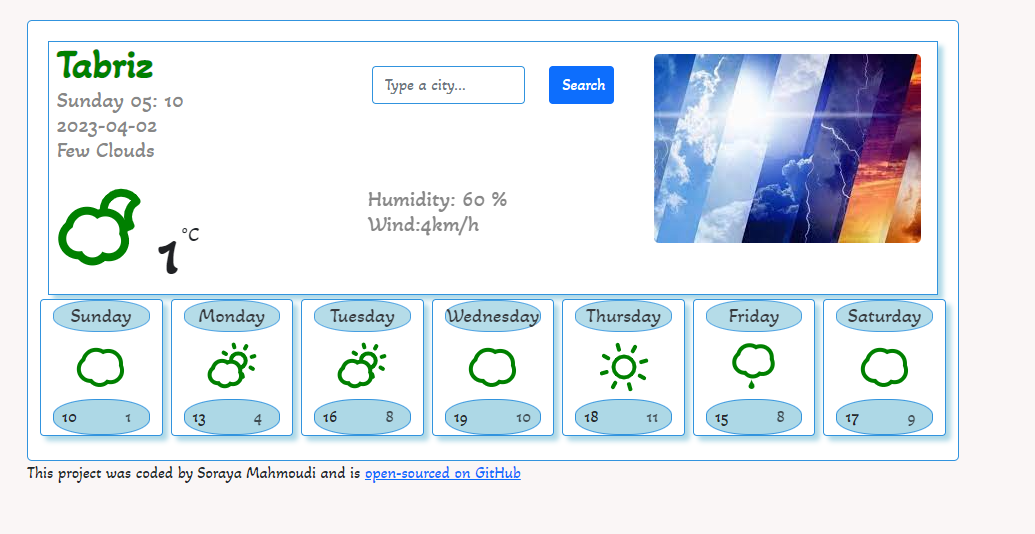 Tabriz
Sunday 05: 10
2023-04-02
Few Clouds
Type a city...
Search
Humidity: 60 %
Wind:4km/h
1°C
Sunday
10 1
Monday
13 4
Tuesday
16 8
Wednesday
19 10
Thursday
18 11
Friday
15 8
Saturday
17 9
This project was coded by Soraya Mahmoudi and is open-sourced on GitHub